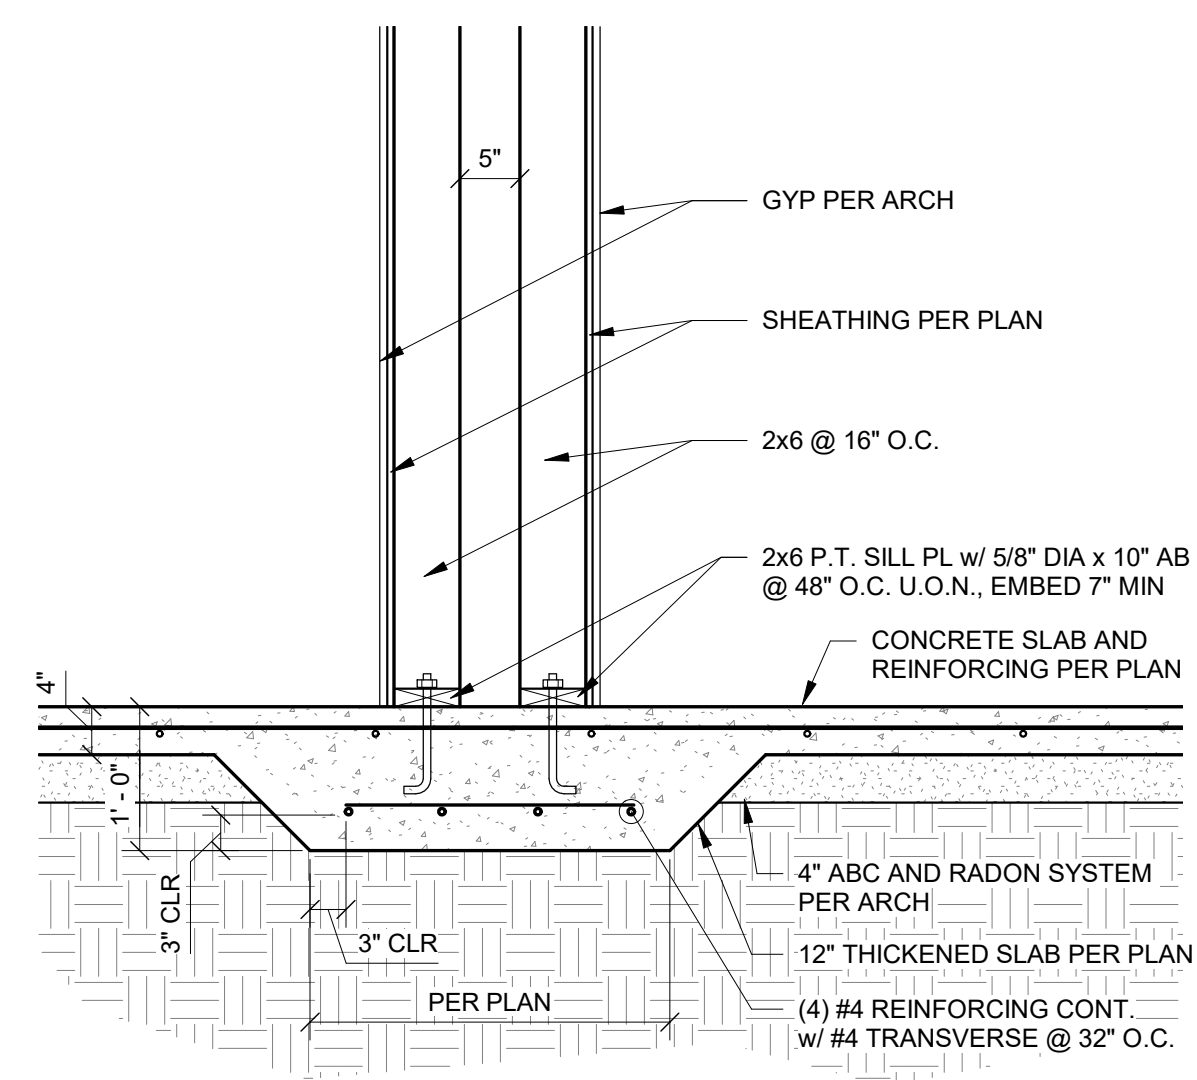 5"
GYP PER ARCH
SHEATHING PER PLAN
2x6 @ 16" O.C.
2x6 P.T. SILL PL w/ 5/8" DIA x 10" AB
@ 48" O.C. U.O.N., EMBED 7" MIN
CONCRETE SLAB AND
REINFORCING PER PLAN
4"
1' - 0"
3" CLR
3" CLR
PER PLAN
4" ABC AND RADON SYSTEM
PER ARCH
12" THICKENED SLAB PER PLAN
(4) #4 REINFORCING CONT.
w/ #4 TRANSVERSE @ 32" O.C.